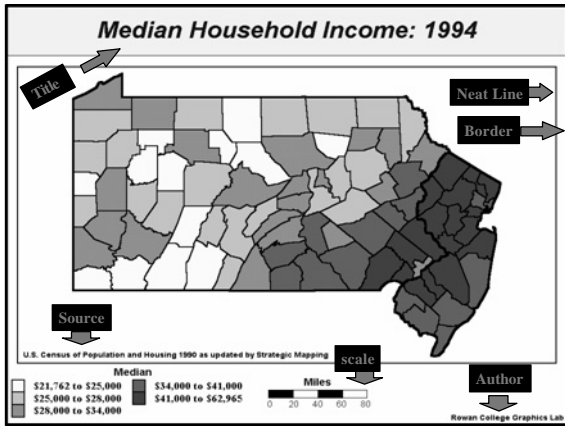 Median Household Income: 1994
Title
Neat Line
Border
Source
U.S. Census of Population and Housing 1990 as updated by Strategic Mapping
scale
Median
$21,762 to $25,000
$25,000 to $28,000
$28,000 to $34,000
$34,000 to $41,000
$41,000 to $62,965
Miles
0 20 40 60 80
Author
Rowan College Graphics Lab